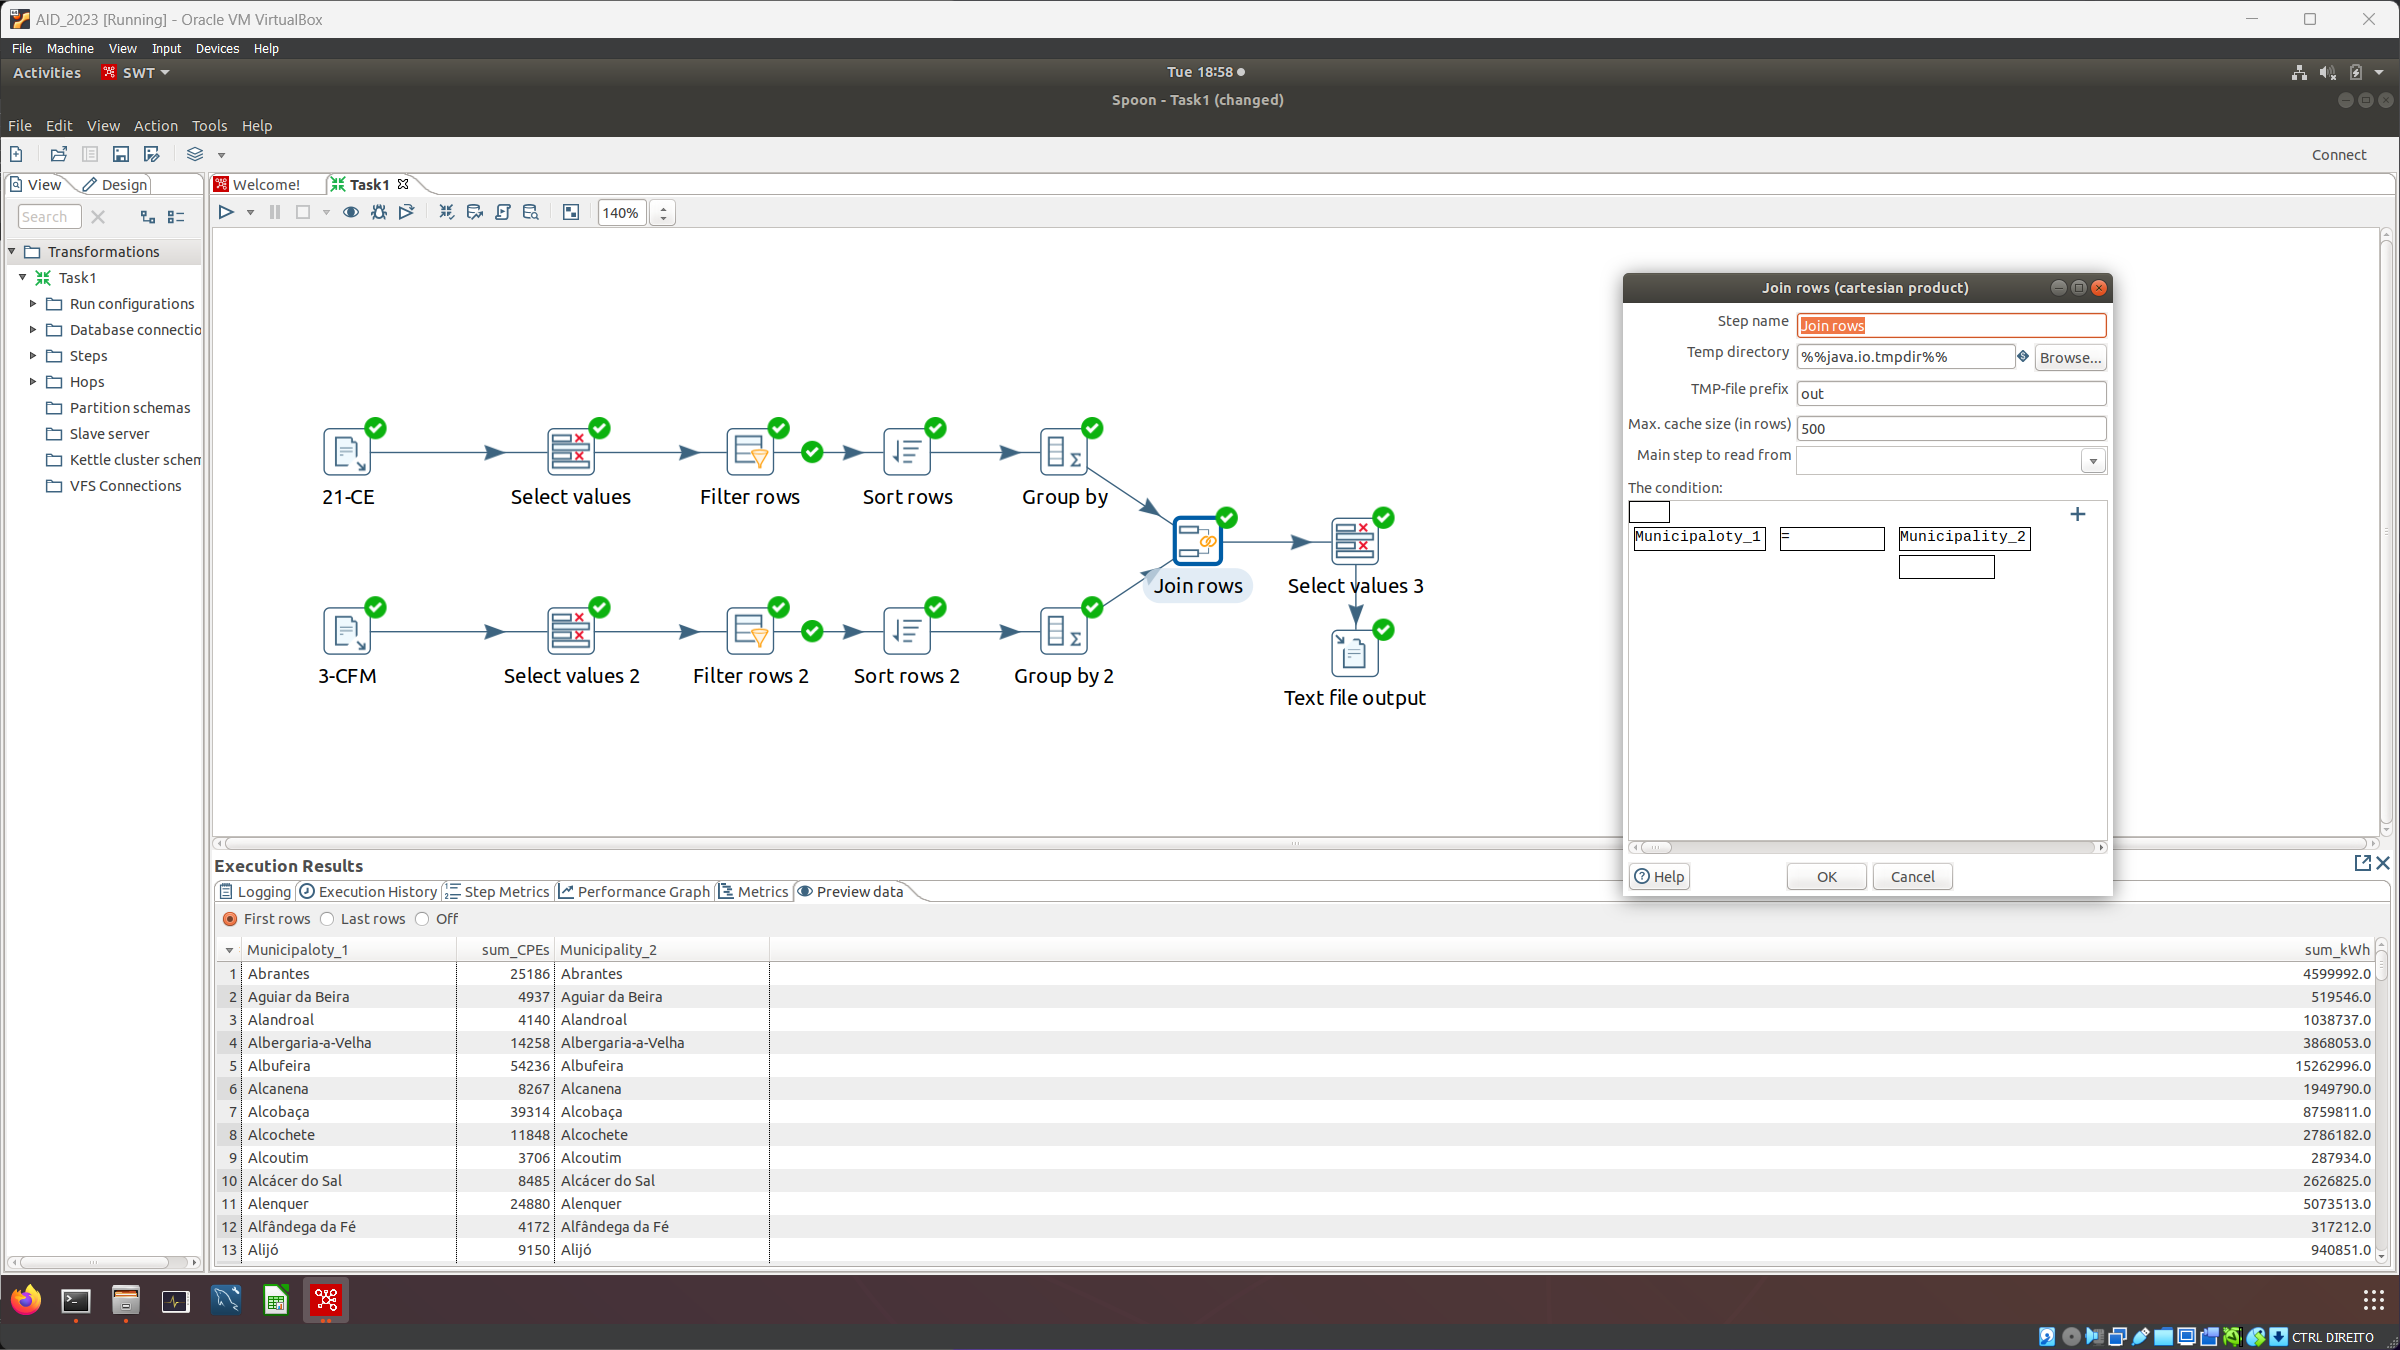 AID_2023 [Running] - Oracle VM VirtualBox
File Machine View Input Devices Help
Activities SWT Tue 18:58
Spoon - Task1 (changed)
File Edit View Action Tools Help
Connect
View Design Welcome! Task1
Search 140%
Transformations
Task1
Run configurations
Database connectio
Steps
Hops
Partition schemas
Slave server
Kettle cluster schem
VFS Connections
21-CE Select values Filter rows Sort rows Group by
Join rows Select values 3
3-CFM Select values 2 Filter rows 2 Sort rows 2 Group by 2
Text file output
Join rows (cartesian product)
Step name Join rows
Temp directory %%java.io.tmpdir%% Browse...
TMP-file prefix out
Max. cache size (in rows) 500
Main step to read from
The condition:
Municipaloty_1 = Municipality_2
Help OK Cancel
Execution Results
Logging Execution History Step Metrics Performance Graph Metrics Preview data
First rows Last rows Off
Municipaloty_1 sum_CPEs Municipality_2 sum_kWh
1 Abrantes 25186 Abrantes 4599992.0
2 Aguiar da Beira 4937 Aguiar da Beira 519546.0
3 Alandroal 4140 Alandroal 1038737.0
4 Albergaria-a-Velha 14258 Albergaria-a-Velha 3868053.0
5 Albufeira 54236 Albufeira 15262996.0
6 Alcanena 8267 Alcanena 1949790.0
7 Alcobaça 39314 Alcobaça 8759811.0
8 Alcochete 11848 Alcochete 2786182.0
9 Alcoutim 3706 Alcoutim 287934.0
10 Alcácer do Sal 8485 Alcácer do Sal 2626825.0
11 Alenquer 24880 Alenquer 5073513.0
12 Alfândega da Fé 4172 Alfândega da Fé 317212.0
13 Alijó 9150 Alijó 940851.0
CTRL DIREITO